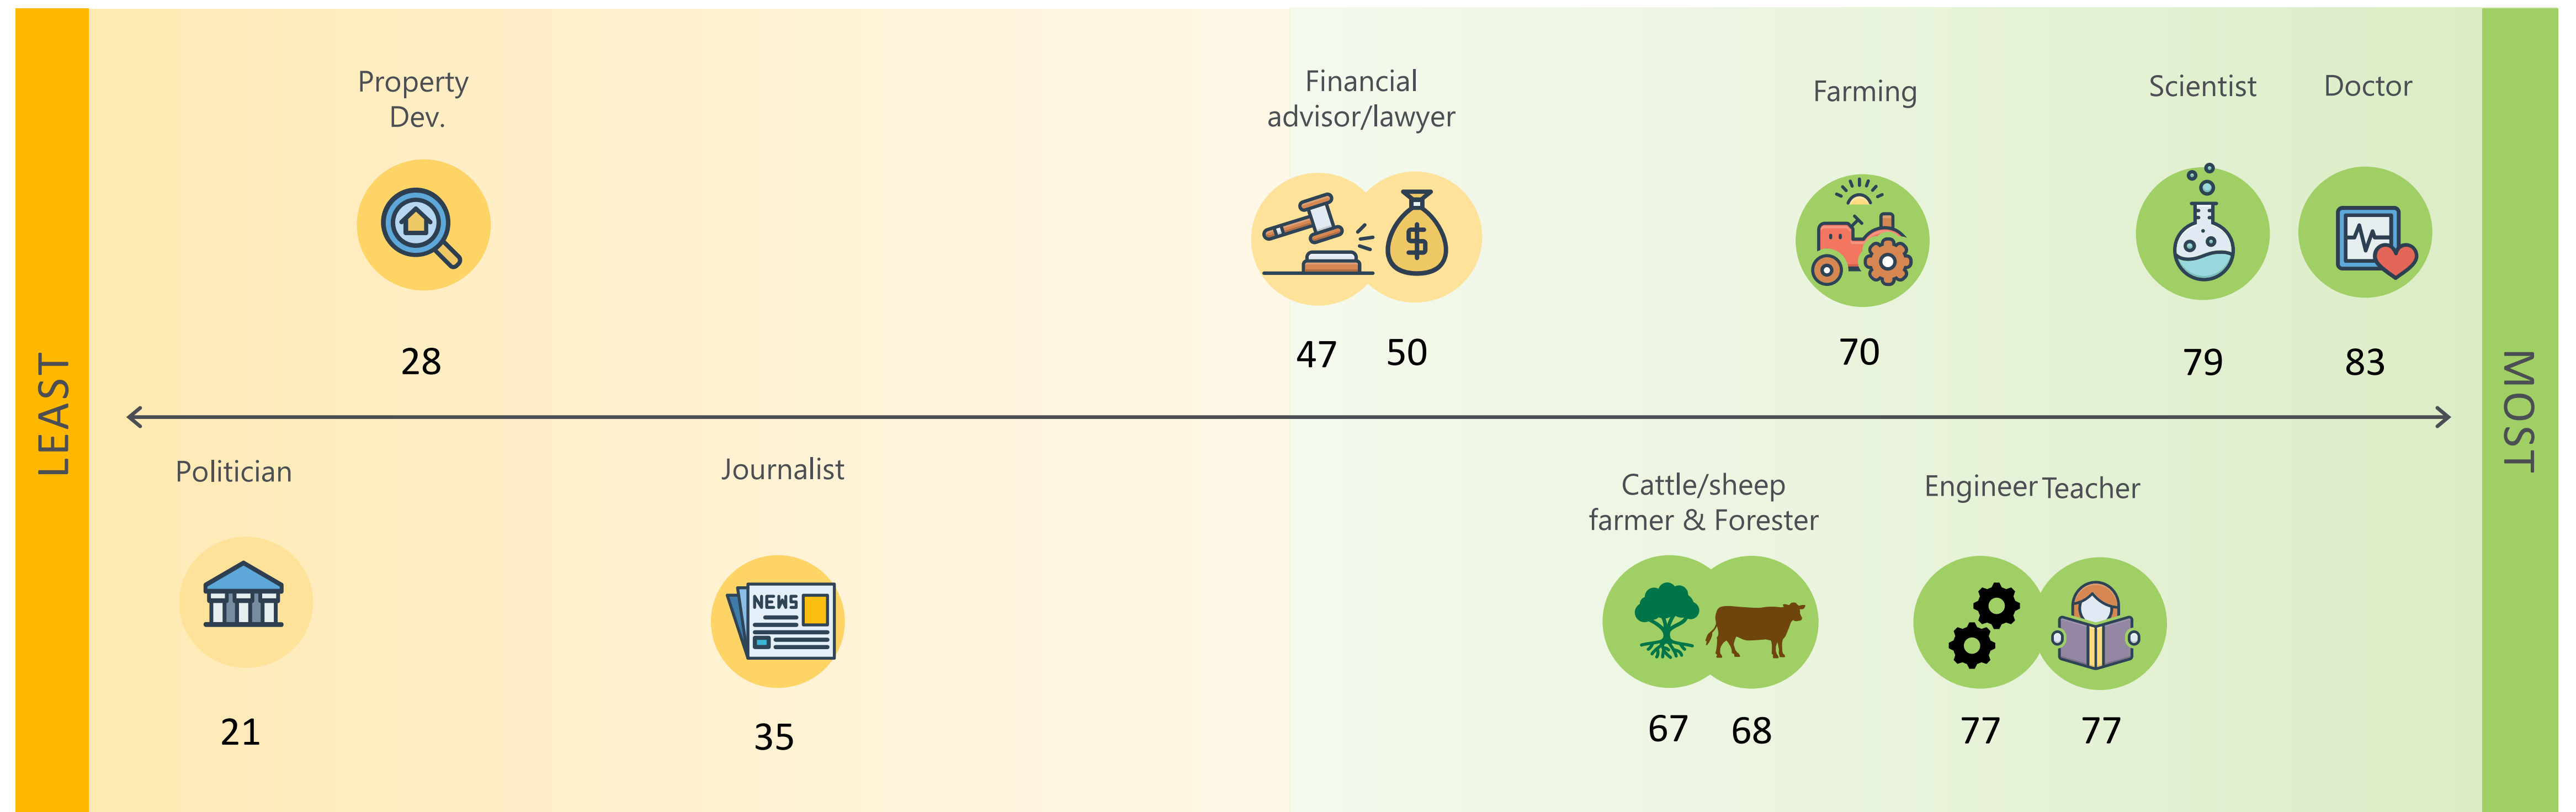 LEAST
Property
Dev.
28
Financial
advisor/lawyer
$
47 50
Farming
70
Scientist
79
Doctor
83
Politician
21
Journalist
NEWS
35
Cattle/sheep
farmer & Forester
67 68
Engineer Teacher
77 77
MOST